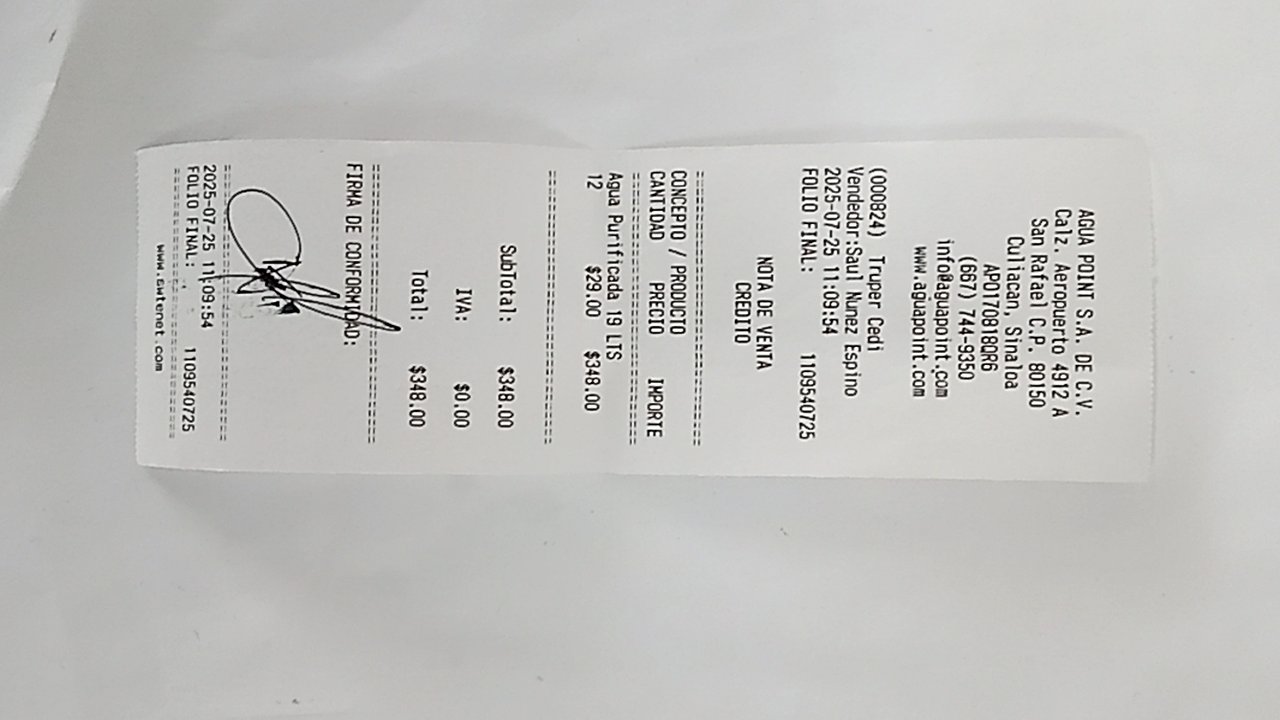 AGUA POINT S.A. DE C.V.
Calz. Aeropuerto 4912 A
San Rafael C.P. 80150
Culiacan, Sinaloa
APO170818QR6
(667) 744-9350
info@aguapoint.com
www.aguapoint.com
(000824) Truper Cedi
Vendedor:Saul Nunez Espino
2025-07-25 11:09:54
FOLIO FINAL: 1109540725
NOTA DE VENTA
CREDITO
CONCEPTO / PRODUCTO
CANTIDAD PRECIO IMPORTE
Agua Purificada 19 LTS
12 $29.00 $348.00
SubTotal: $348.00
IVA: $0.00
Total: $348.00
FIRMA DE CONFORMIDAD:
2025-07-25 11:09:54
FOLIO FINAL: 1109540725